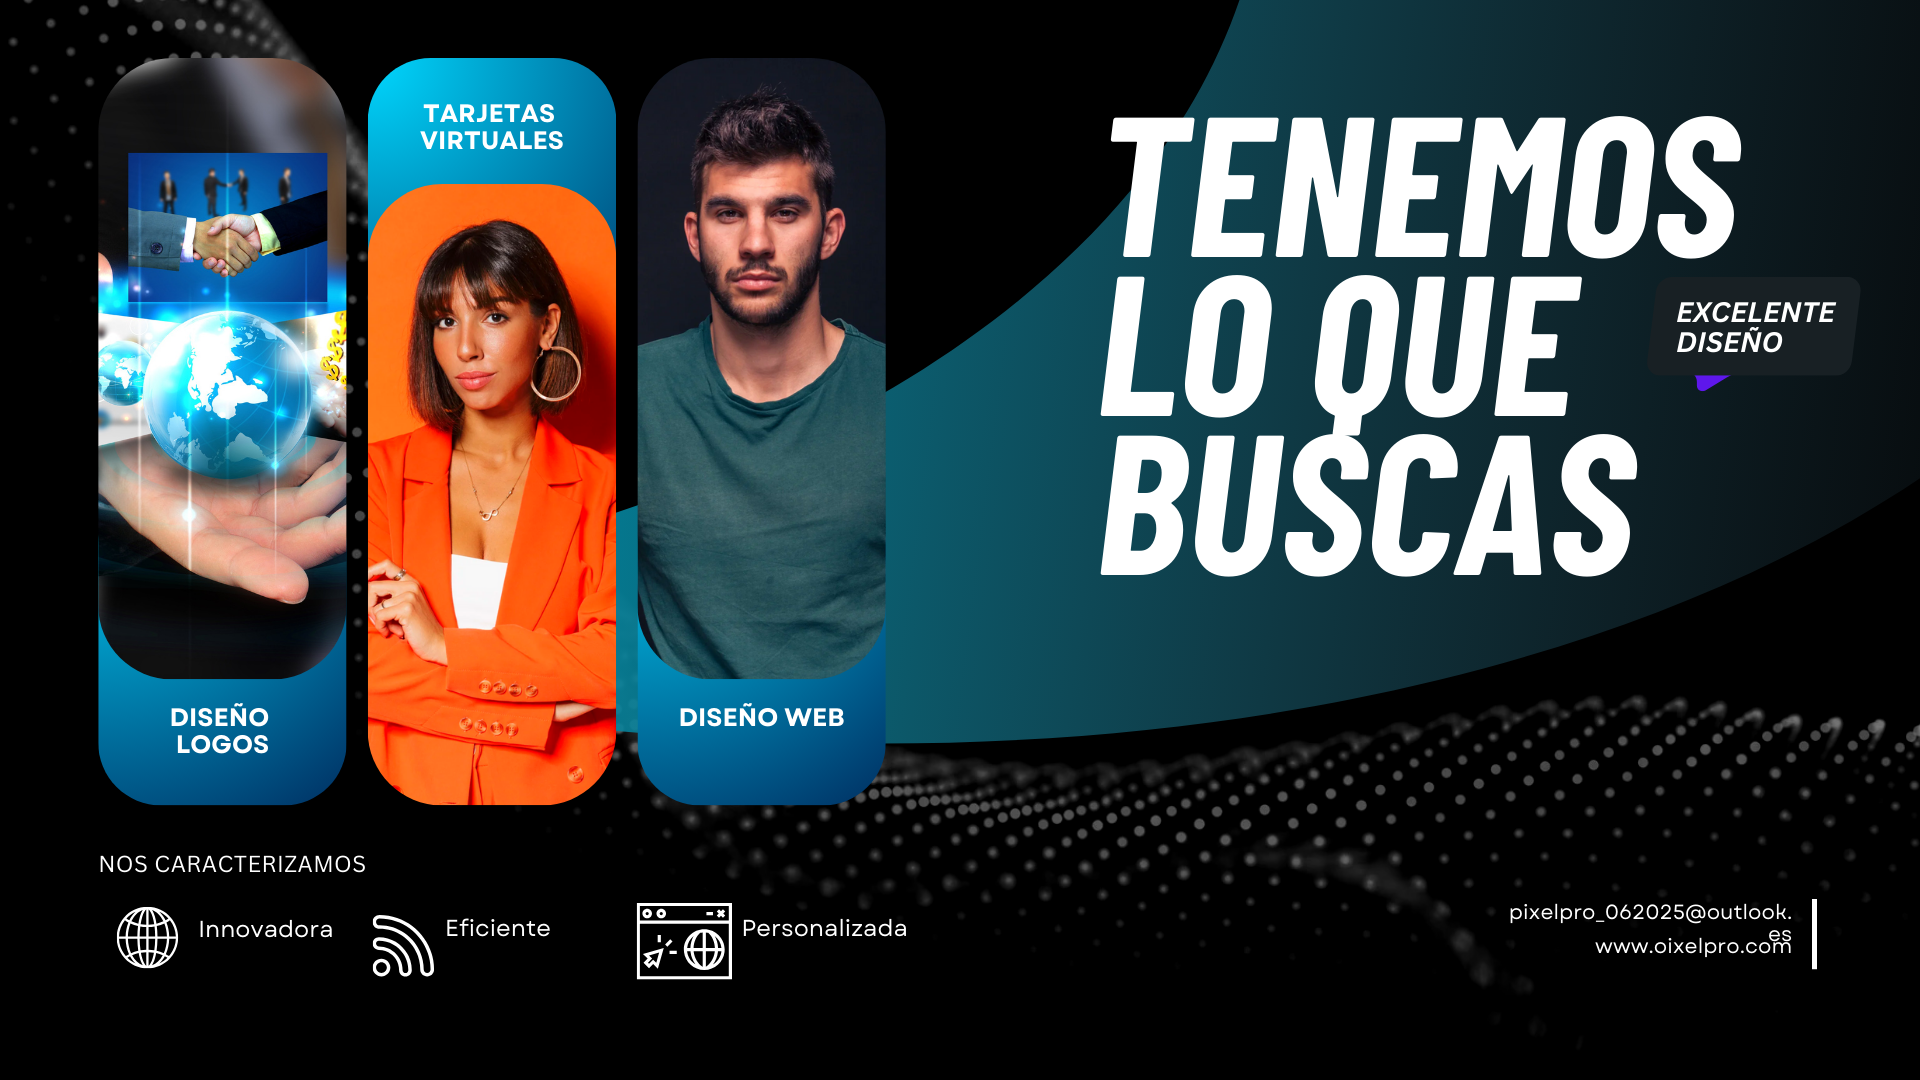 TARJETAS
VIRTUALES
DISEÑO
LOGOS
DISEÑO WEB
TENEMOS
LO QUE
BUSCAS
EXCELENTE
DISEÑO
NOS CARACTERIZAMOS
Innovadora
Eficiente
Personalizada
pixelpro_062025@outlook.
es
www.oixelpro.com